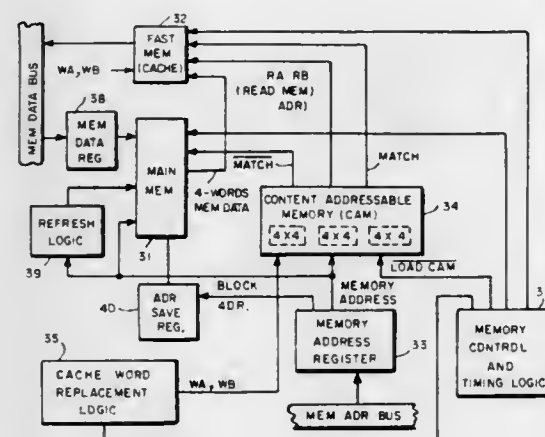 32
FAST
MEM
(CACHE)
WA, WB
MEM DATA BUS
38
MEM
DATA
REG
RA RB
(READ MEM)
ADR)
MAIN
MEM
31
MATCH
MATCH
4-WORDS
MEM DATA
CONTENT ADDRESSABLE
MEMORY (CAM)
4X4 4X4 4X4
34
REFRESH
LOGIC
39
LOAD CAM
40
ADR
SAVE
REG.
BLOCK
ADR.
MEMORY
ADDRESS
MEMORY
ADDRESS
REGISTER
33
MEMORY
CONTROL
AND
TIMING LOGIC
35
CACHE WORD
REPLACEMENT
LOGIC
WA, WB
MEM ADR BUS